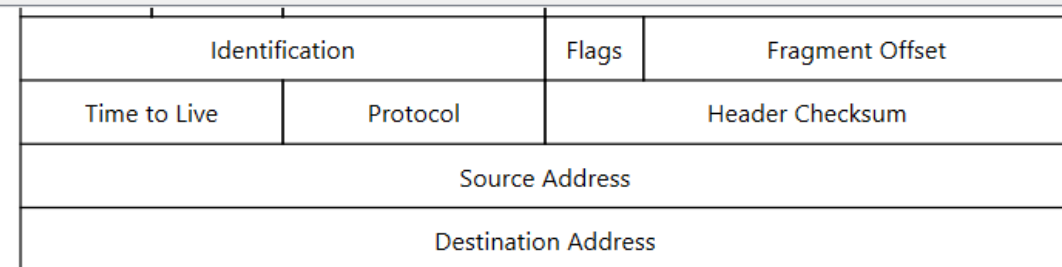 Identification Flags Fragment Offset
Time to Live Protocol Header Checksum
Source Address
Destination Address